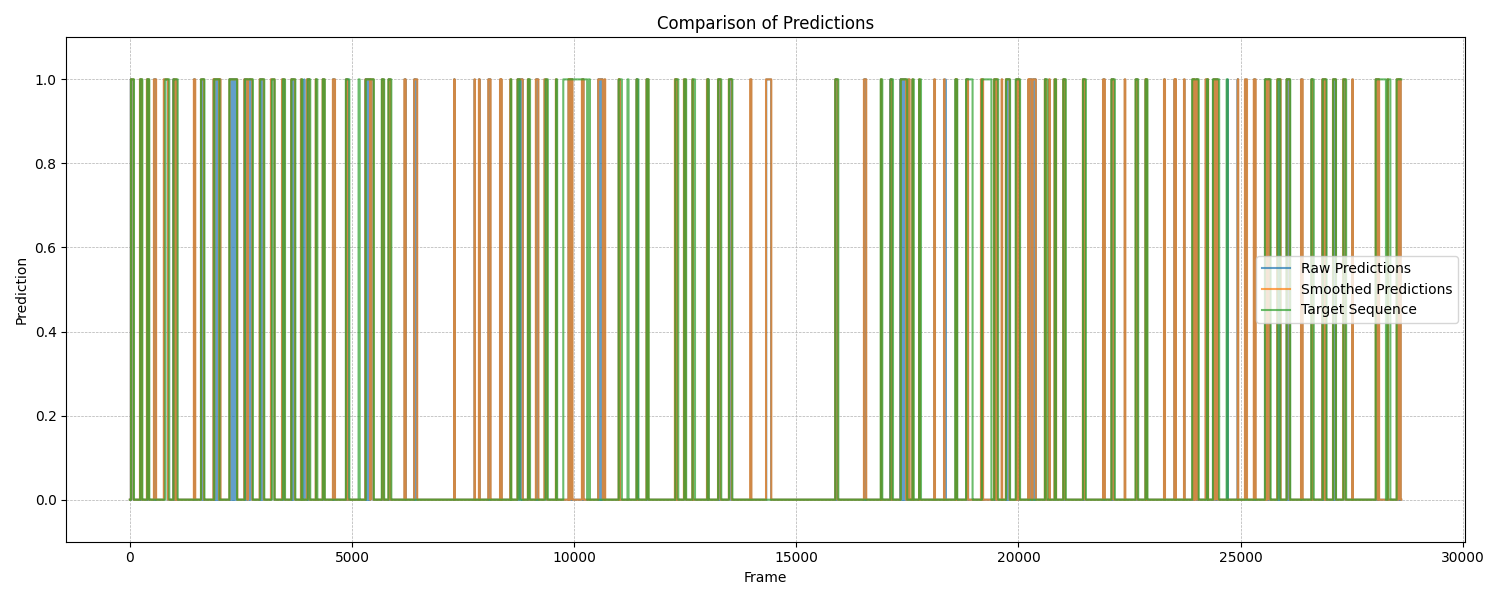 Comparison of Predictions
Prediction
1.0
0.8
0.6
0.4
0.2
0.0
Raw Predictions
Smoothed Predictions
Target Sequence
0 5000 10000 15000 20000 25000 30000
Frame